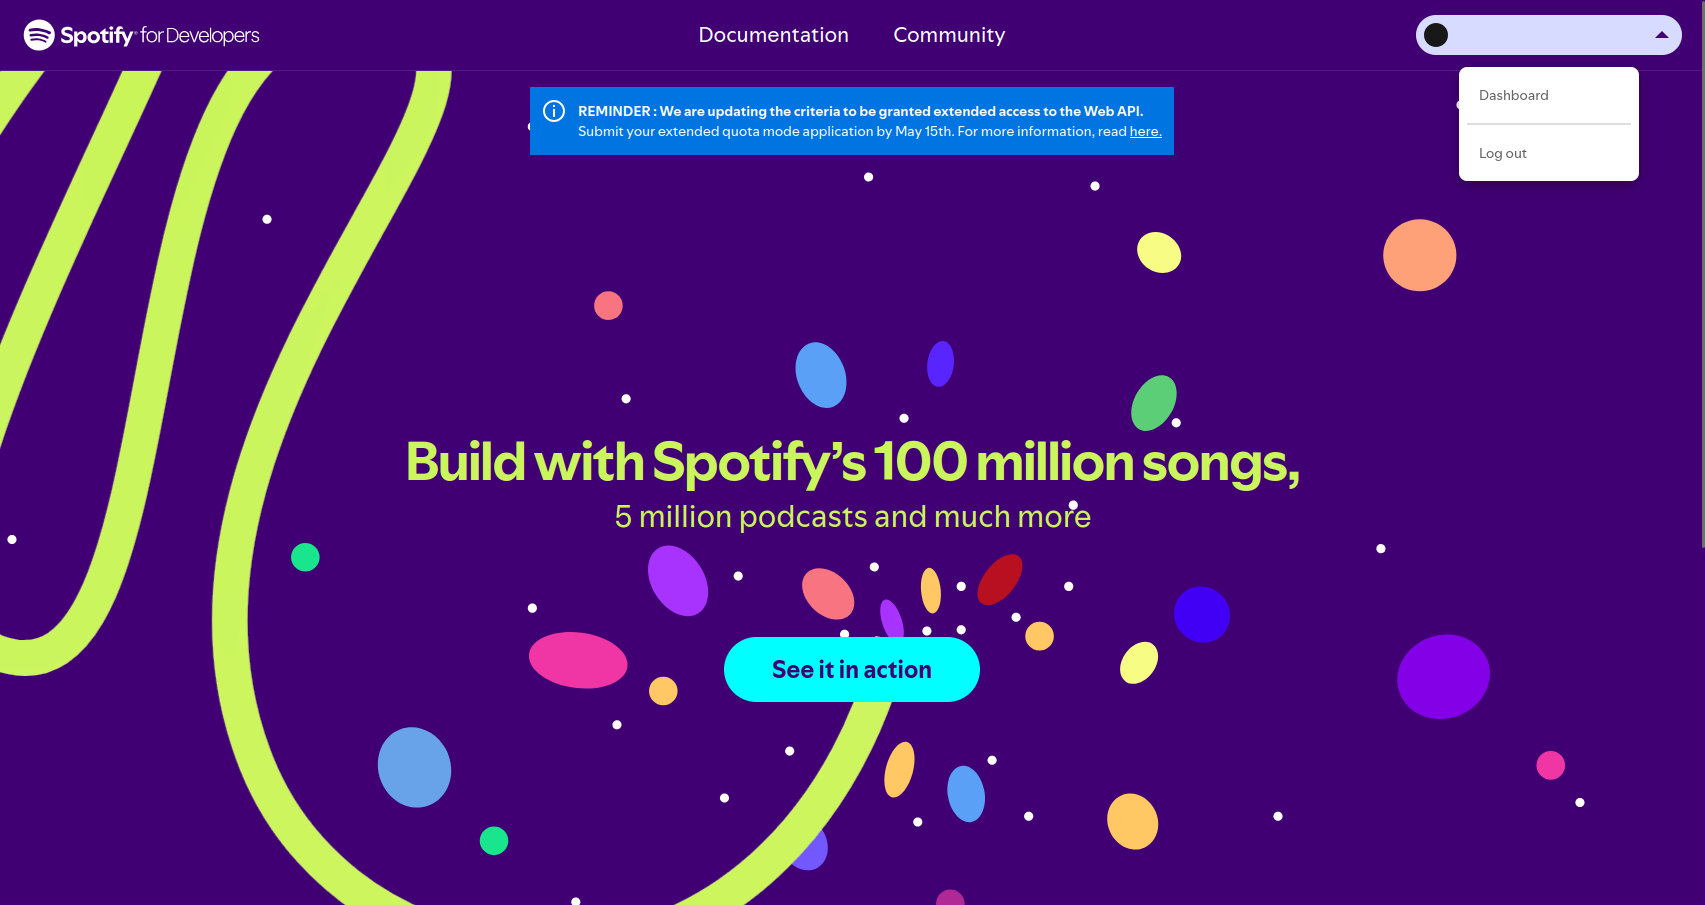 Spotify for Developers
Documentation
Community
Dashboard
Log out
REMINDER : We are updating the criteria to be granted extended access to the Web API.
Submit your extended quota mode application by May 15th. For more information, read here.
Build with Spotify’s 100 million songs,
5 million podcasts and much more
See it in action